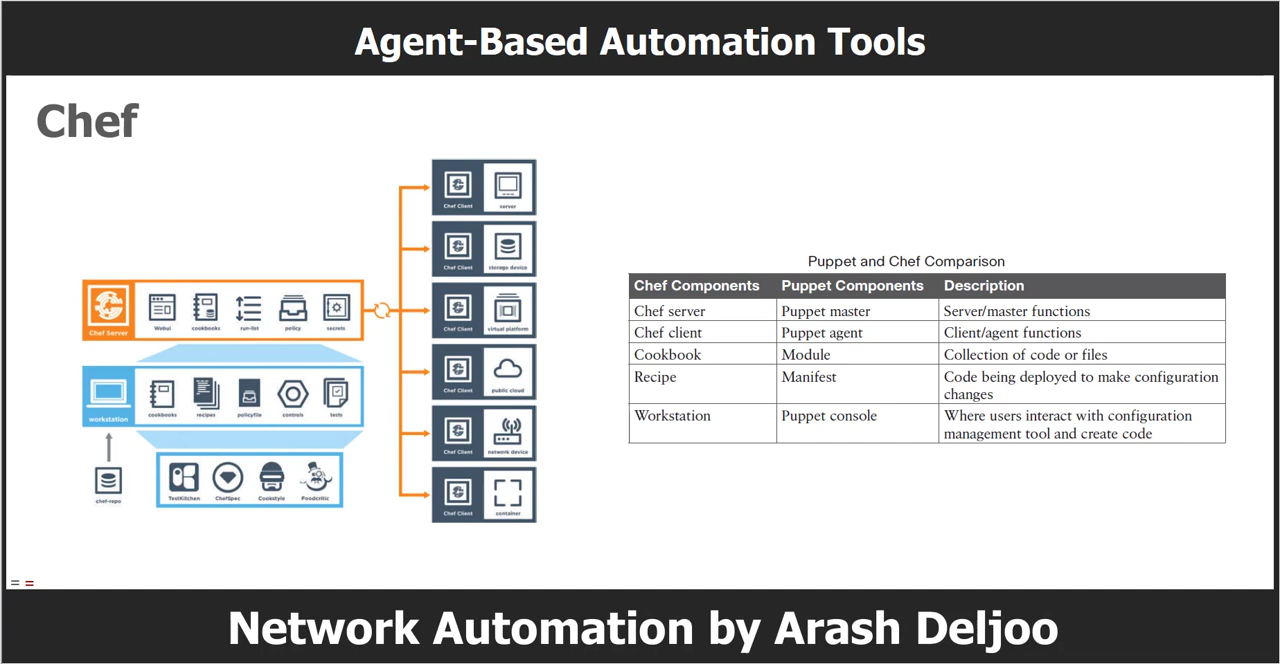 Agent-Based Automation Tools
Chef
Chef Client
server
Chef Client
storage device
Chef Server
WebUI
cookbooks
run-list
policy
secrets
Chef Client
virtual platform
workstation
cookbooks
recipes
policyfile
controls
tests
Chef Client
public cloud
Chef Client
network device
chef-repo
TestKitchen
ChefSpec
Cookstyle
Foodcritic
Chef Client
container
Puppet and Chef Comparison
Chef Components Puppet Components Description
Chef server Puppet master Server/master functions
Chef client Puppet agent Client/agent functions
Cookbook Module Collection of code or files
Recipe Manifest Code being deployed to make configuration
changes
Workstation Puppet console Where users interact with configuration
management tool and create code
Network Automation by Arash Deljoo